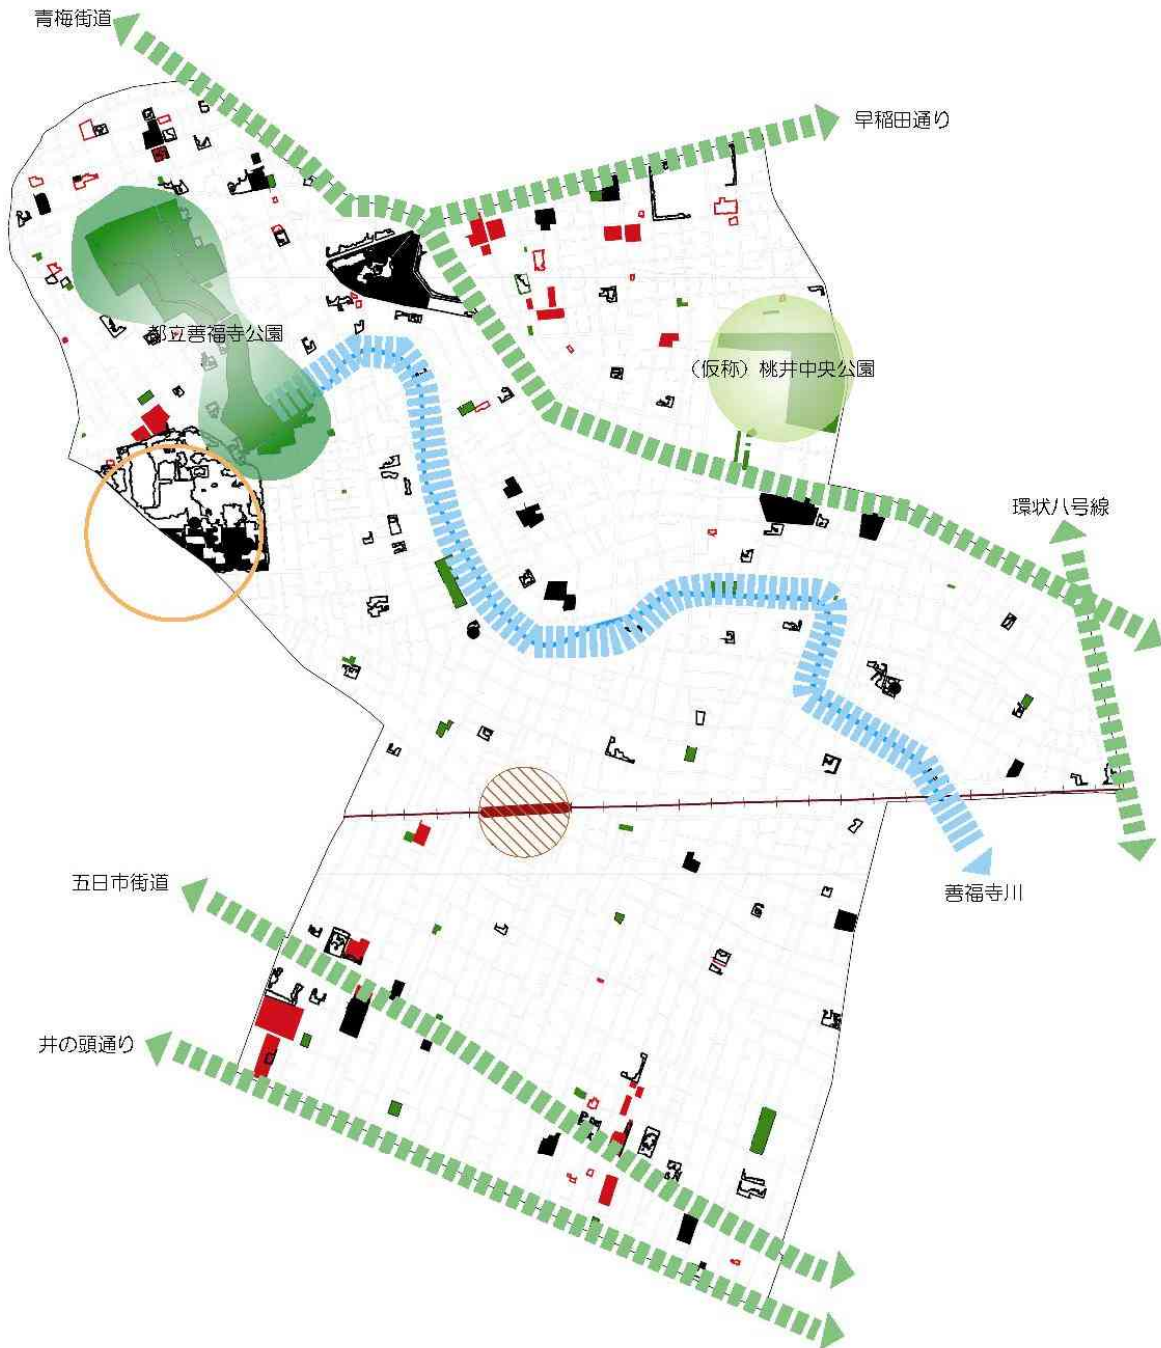 青梅街道
早稲田通り
都立善福寺公園
(仮称)桃井中央公園
環状八号線
五日市街道
善福寺川
井の頭通り